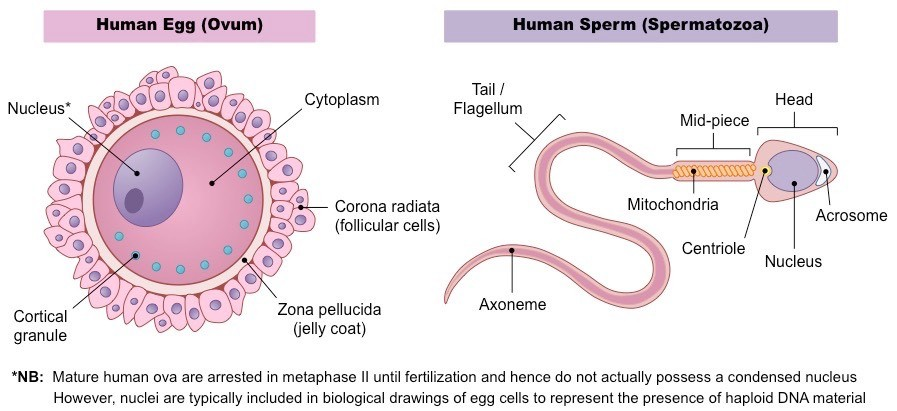 Human Egg (Ovum)
Nucleus*
Cytoplasm
Corona radiata
(follicular cells)
Zona pellucida
(jelly coat)
Cortical
granule
Human Sperm (Spermatozoa)
Tail /
Flagellum
Mid-piece
Head
Mitochondria
Acrosome
Centriole
Nucleus
Axoneme
*NB: Mature human ova are arrested in metaphase II until fertilization and hence do not actually possess a condensed nucleus
However, nuclei are typically included in biological drawings of egg cells to represent the presence of haploid DNA material